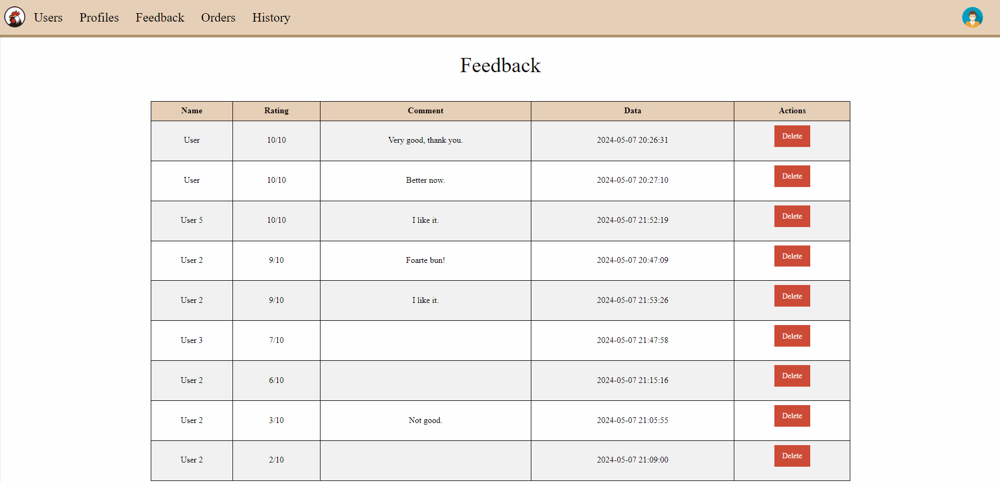 Users Profiles Feedback Orders History
Feedback
Name Rating Comment Data Actions
User 10/10 Very good, thank you. 2024-05-07 20:26:31 Delete
User 10/10 Better now. 2024-05-07 20:27:10 Delete
User 5 10/10 I like it. 2024-05-07 21:52:19 Delete
User 2 9/10 Foarte bun! 2024-05-07 20:47:09 Delete
User 2 9/10 I like it. 2024-05-07 21:53:26 Delete
User 3 7/10 2024-05-07 21:47:58 Delete
User 2 6/10 2024-05-07 21:15:16 Delete
User 2 3/10 Not good. 2024-05-07 21:05:55 Delete
User 2 2/10 2024-05-07 21:09:00 Delete